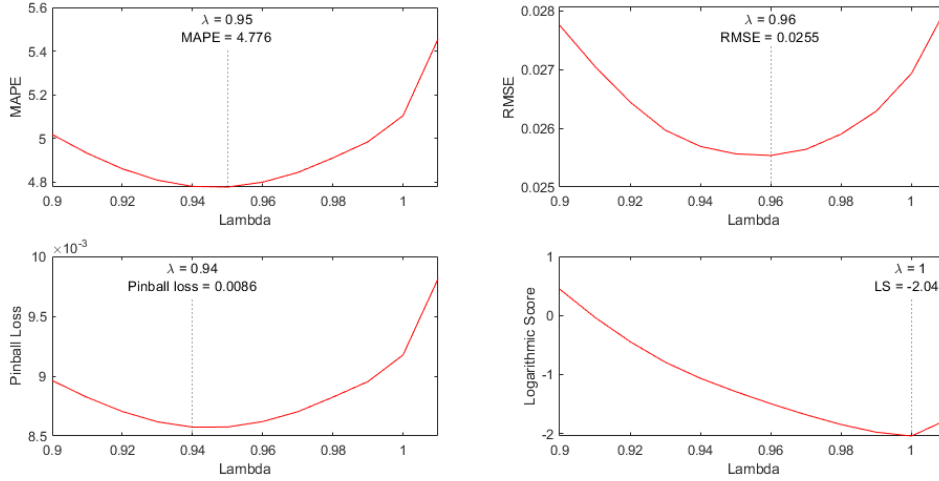 λ = 0.95
MAPE = 4.776
5.6
5.4
5.2
5
4.8
MAPE
0.9 0.92 0.94 0.96 0.98 1
Lambda
λ = 0.96
RMSE = 0.0255
0.028
0.027
0.026
0.025
RMSE
0.9 0.92 0.94 0.96 0.98 1
Lambda
×10⁻³
λ = 0.94
Pinball loss = 0.0086
10
9.5
9
8.5
Pinball Loss
0.9 0.92 0.94 0.96 0.98 1
Lambda
λ = 1
LS = -2.04
1
0
-1
-2
Logarithmic Score
0.9 0.92 0.94 0.96 0.98 1
Lambda